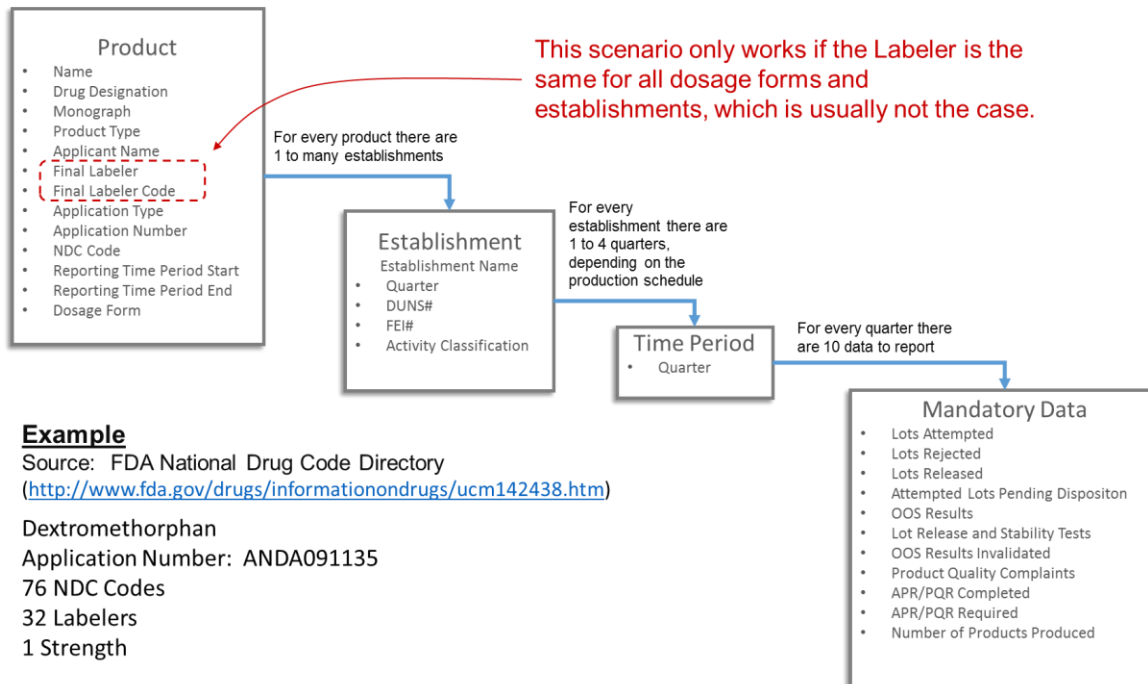 Product
• Name
• Drug Designation
• Monograph
• Product Type
• Applicant Name
• Final Labeler
• Final Labeler Code
• Application Type
• Application Number
• NDC Code
• Reporting Time Period Start
• Reporting Time Period End
• Dosage Form
This scenario only works if the Labeler is the
same for all dosage forms and
establishments, which is usually not the case.
For every product there are
1 to many establishments
Establishment
Establishment Name
• Quarter
• DUNS#
• FEI#
• Activity Classification
For every
establishment there are
1 to 4 quarters,
depending on the
production schedule
Time Period
• Quarter
For every quarter there
are 10 data to report
Mandatory Data
• Lots Attempted
• Lots Rejected
• Lots Released
• Attempted Lots Pending Dispositon
• OOS Results
• Lot Release and Stability Tests
• OOS Results Invalidated
• Product Quality Complaints
• APR/PQR Completed
• APR/PQR Required
• Number of Products Produced
Example
Source: FDA National Drug Code Directory
(http://www.fda.gov/drugs/informationondrugs/ucm142438.htm)
Dextromethorphan
Application Number: ANDA091135
76 NDC Codes
32 Labelers
1 Strength